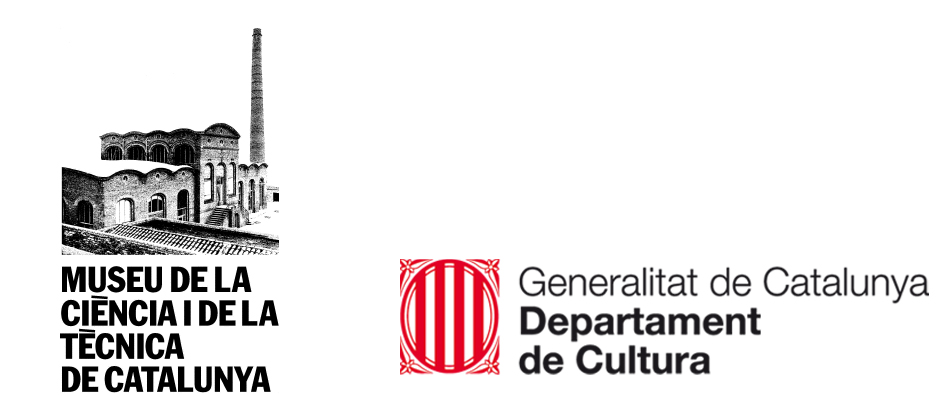 MUSEU DE LA
CIÈNCIA I DE LA
TÈCNICA
DE CATALUNYA
Generalitat de Catalunya
Departament
de Cultura